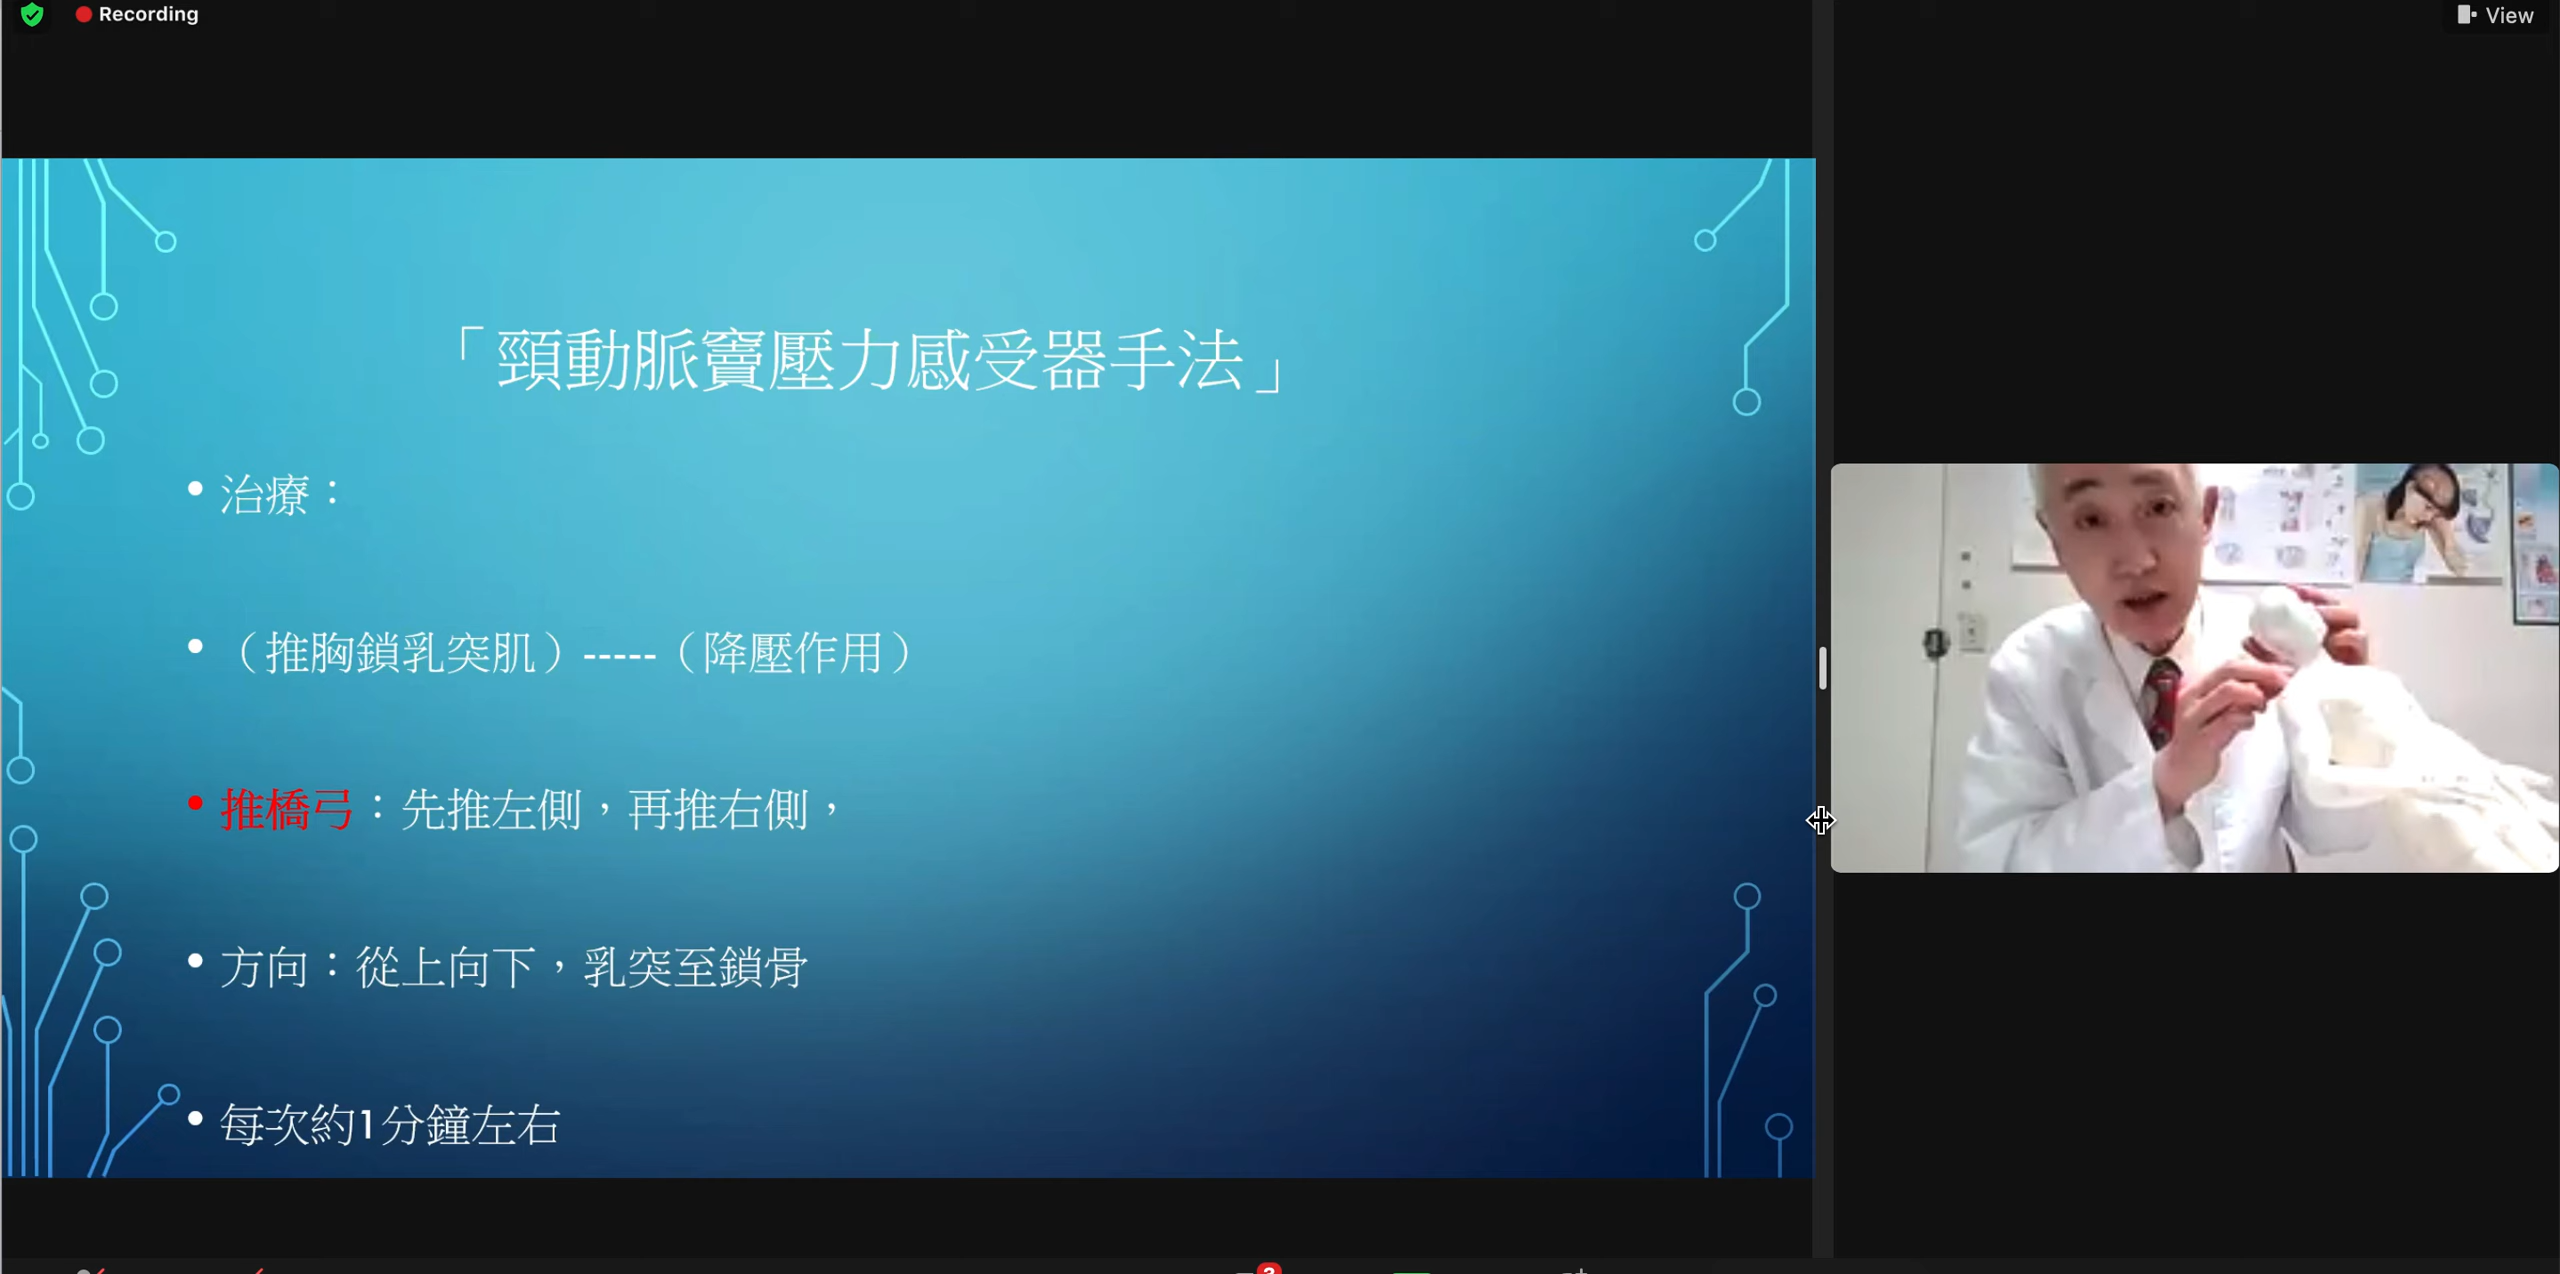 Recording
View
「頸動脈竇壓力感受器手法」
• 治療：
• （推胸鎖乳突肌）-----（降壓作用）
• 推橋弓：先推左側，再推右側，
• 方向：從上向下，乳突至鎖骨
• 每次約1分鐘左右